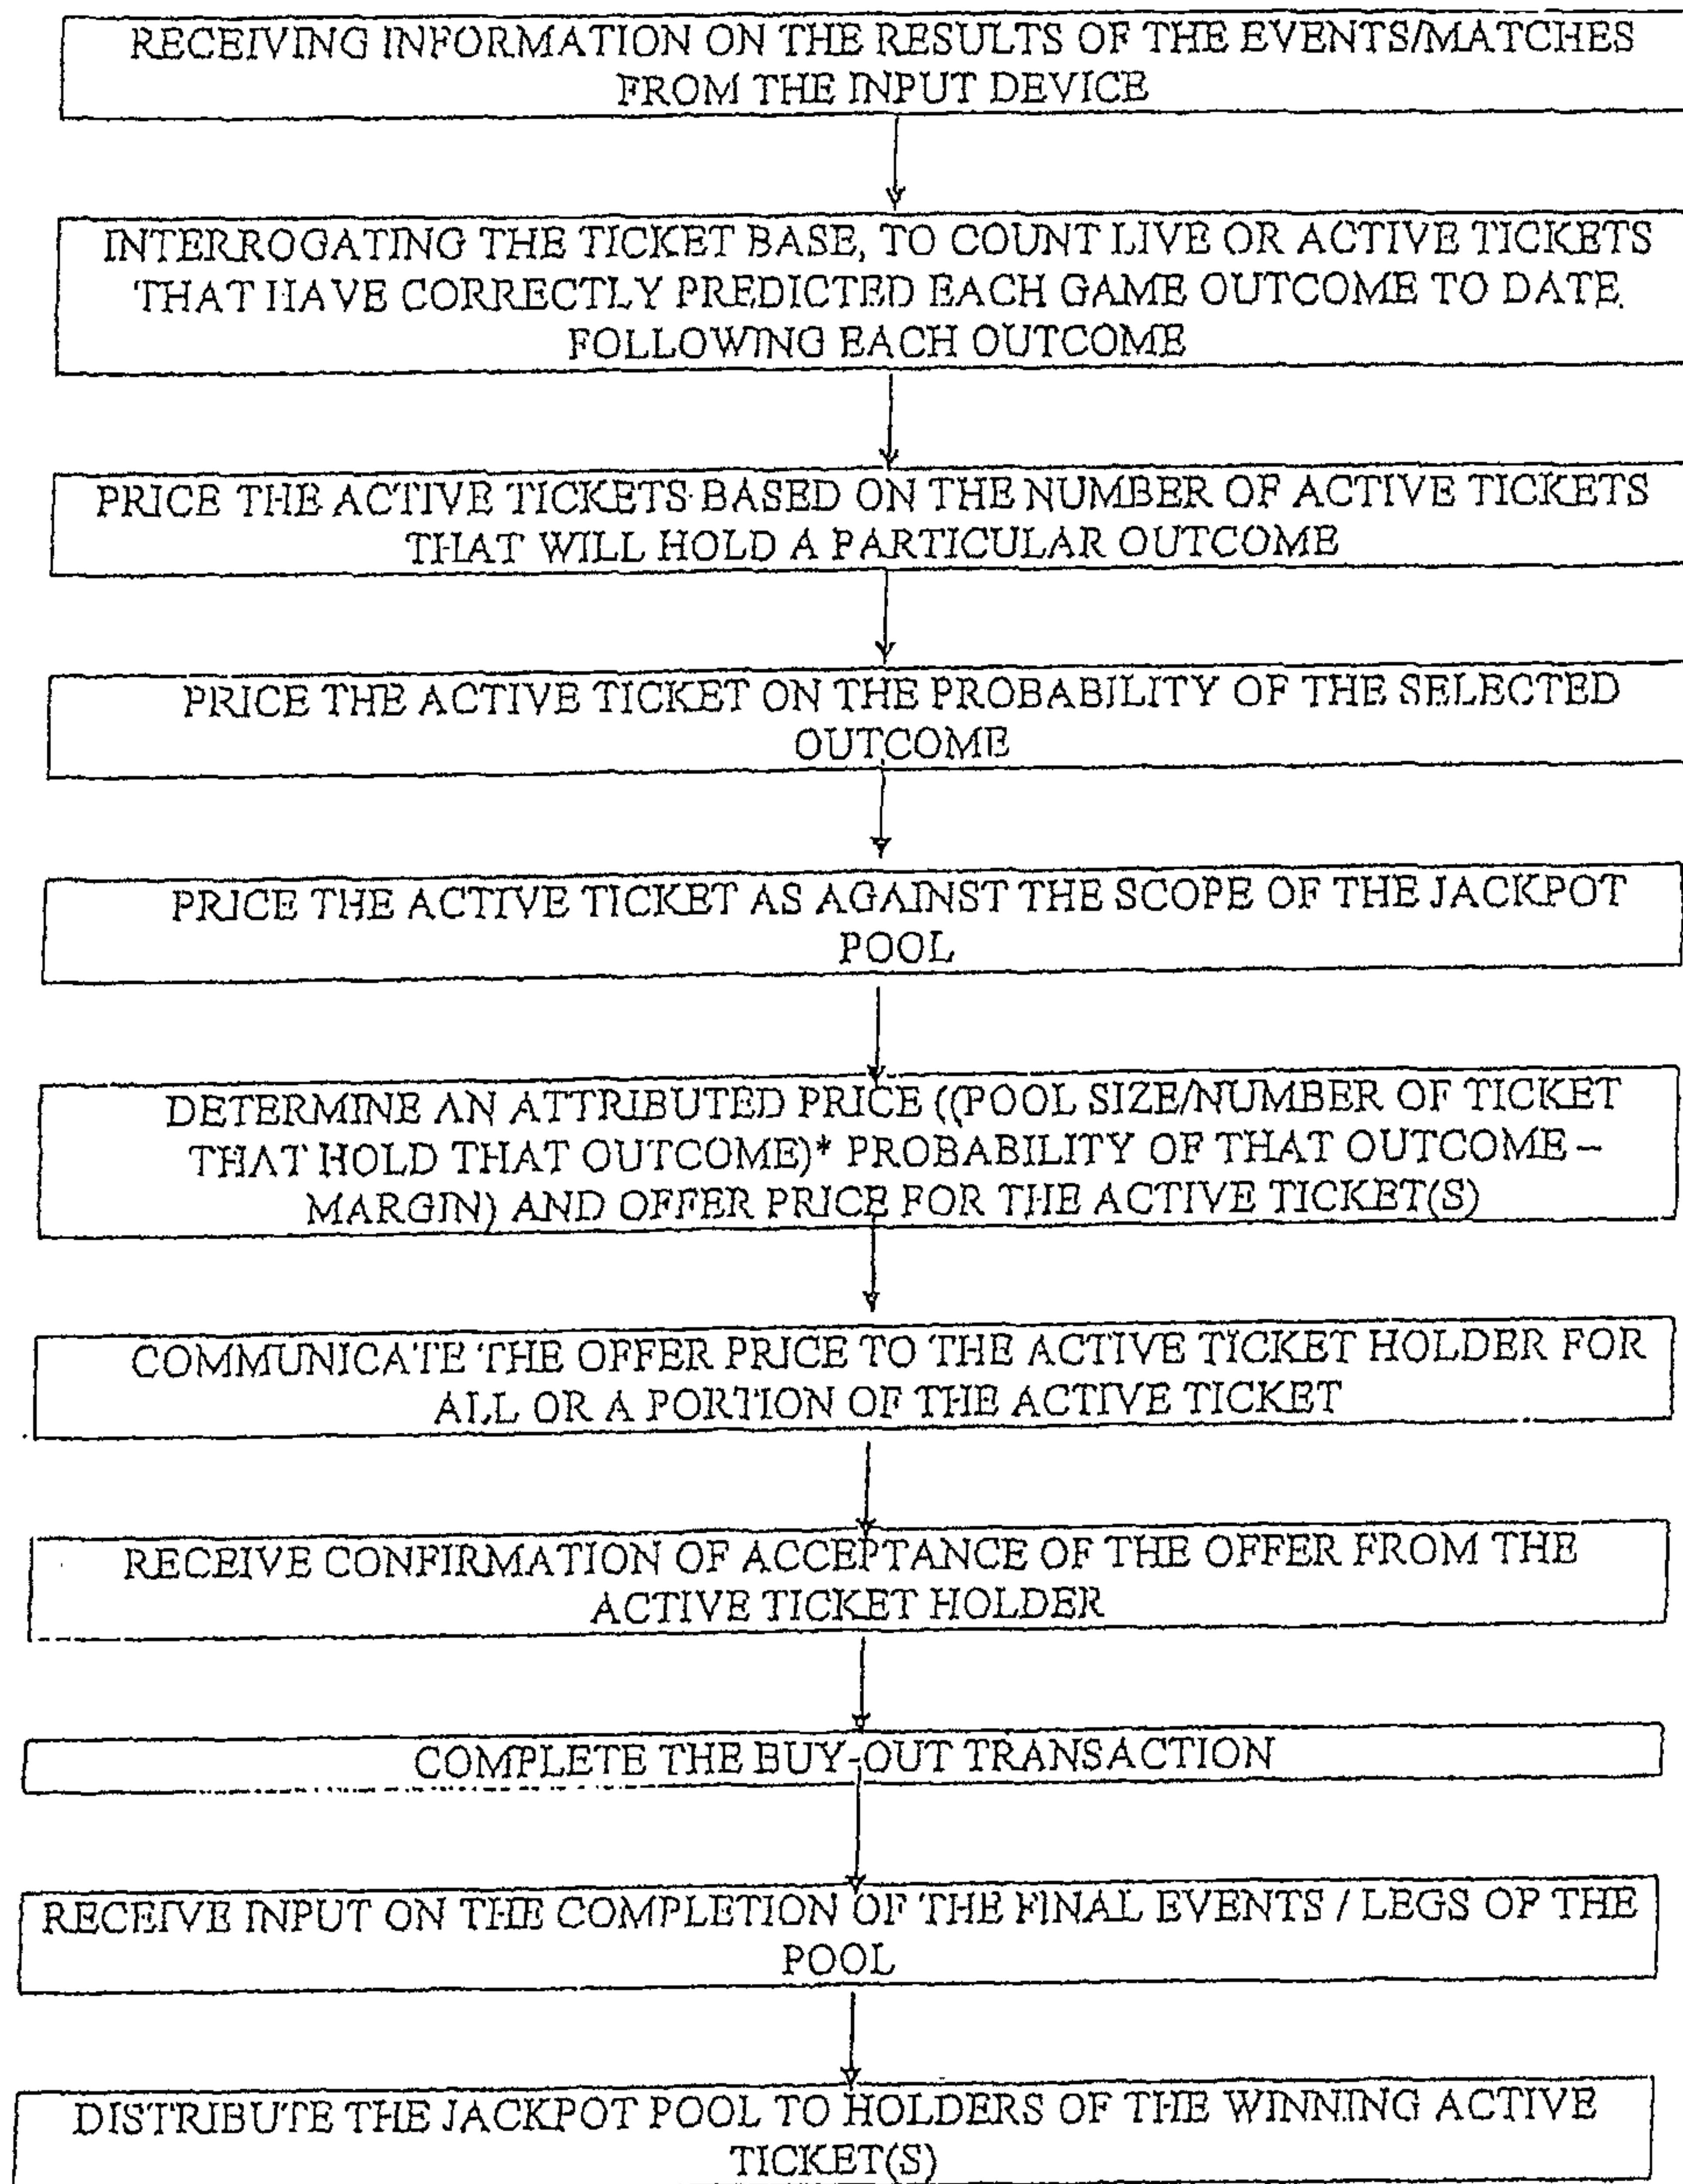 RECEIVING INFORMATION ON THE RESULTS OF THE EVENTS/MATCHES
FROM THE INPUT DEVICE
INTERROGATING THE TICKET BASE, TO COUNT LIVE OR ACTIVE TICKETS
THAT HAVE CORRECTLY PREDICTED EACH GAME OUTCOME TO DATE
FOLLOWING EACH OUTCOME
PRICE THE ACTIVE TICKETS BASED ON THE NUMBER OF ACTIVE TICKETS
THAT WILL HOLD A PARTICULAR OUTCOME
PRICE THE ACTIVE TICKET ON THE PROBABILITY OF THE SELECTED
OUTCOME
PRICE THE ACTIVE TICKET AS AGAINST THE SCOPE OF THE JACKPOT
POOL
DETERMINE AN ATTRIBUTED PRICE ((POOL SIZE/NUMBER OF TICKET
THAT HOLD THAT OUTCOME)* PROBABILITY OF THAT OUTCOME –
MARGIN) AND OFFER PRICE FOR THE ACTIVE TICKET(S)
COMMUNICATE THE OFFER PRICE TO THE ACTIVE TICKET HOLDER FOR
ALL OR A PORTION OF THE ACTIVE TICKET
RECEIVE CONFIRMATION OF ACCEPTANCE OF THE OFFER FROM THE
ACTIVE TICKET HOLDER
COMPLETE THE BUY-OUT TRANSACTION
RECEIVE INPUT ON THE COMPLETION OF THE FINAL EVENTS / LEGS OF THE
POOL
DISTRIBUTE THE JACKPOT POOL TO HOLDERS OF THE WINNING ACTIVE
TICKET(S)